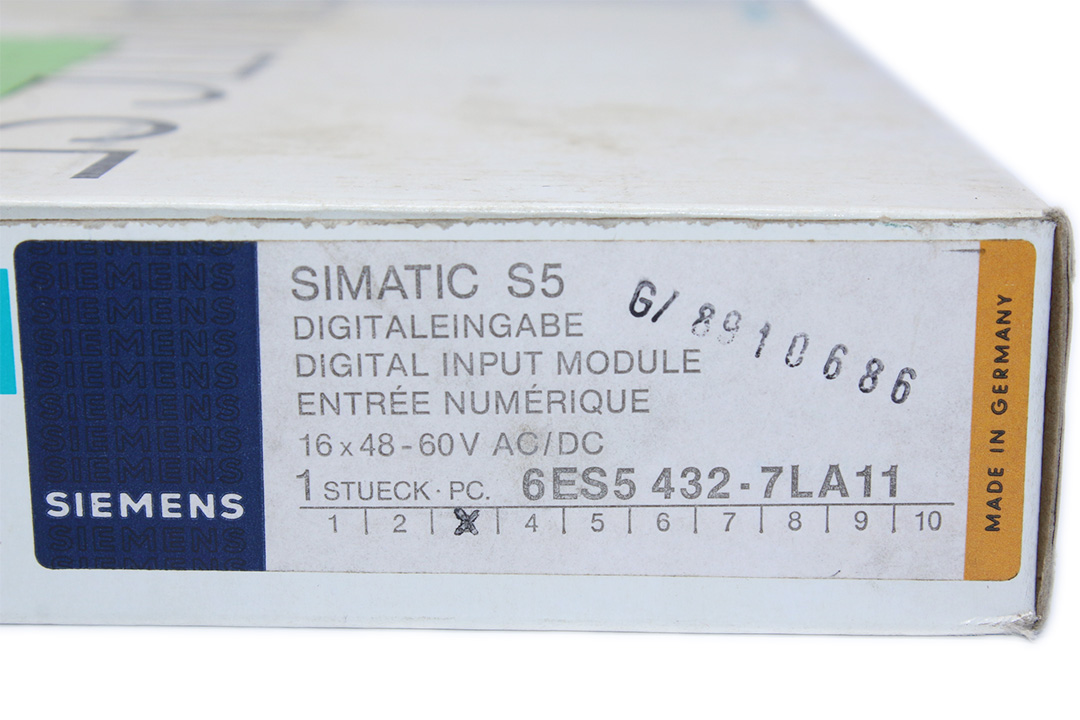 SIEMENS
SIMATIC S5
DIGITALEINGABE
DIGITAL INPUT MODULE
ENTRÉE NUMÉRIQUE
16 x 48 - 60V AC/DC
1 STUECK · PC. 6ES5 432 - 7LA11
1 | 2 | X | 4 | 5 | 6 | 7 | 8 | 9 | 10
G/ 8910686
MADE IN GERMANY